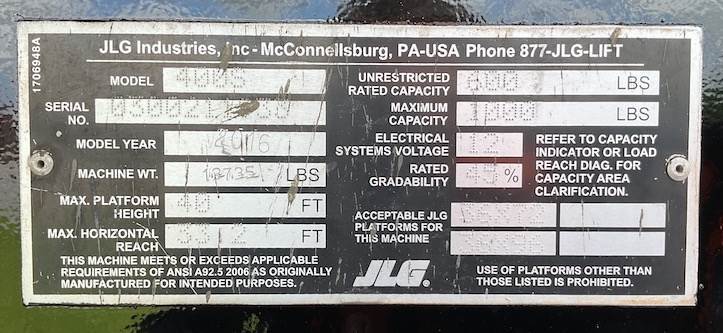 1706948A
JLG Industries, Inc - McConnellsburg, PA-USA Phone 877-JLG-LIFT
MODEL 400S
SERIAL NO.
MODEL YEAR 2016
MACHINE WT. LBS
MAX. PLATFORM HEIGHT 40 FT
MAX. HORIZONTAL REACH FT
THIS MACHINE MEETS OR EXCEEDS APPLICABLE
REQUIREMENTS OF ANSI A92.5 2006 AS ORIGINALLY
MANUFACTURED FOR INTENDED PURPOSES.
UNRESTRICTED RATED CAPACITY 600 LBS
MAXIMUM CAPACITY 1000 LBS
ELECTRICAL SYSTEMS VOLTAGE 12
RATED GRADABILITY 45 %
REFER TO CAPACITY
INDICATOR OR LOAD
REACH DIAG. FOR
CAPACITY AREA
CLARIFICATION.
ACCEPTABLE JLG
PLATFORMS FOR
THIS MACHINE
JLG.
USE OF PLATFORMS OTHER THAN
THOSE LISTED IS PROHIBITED.